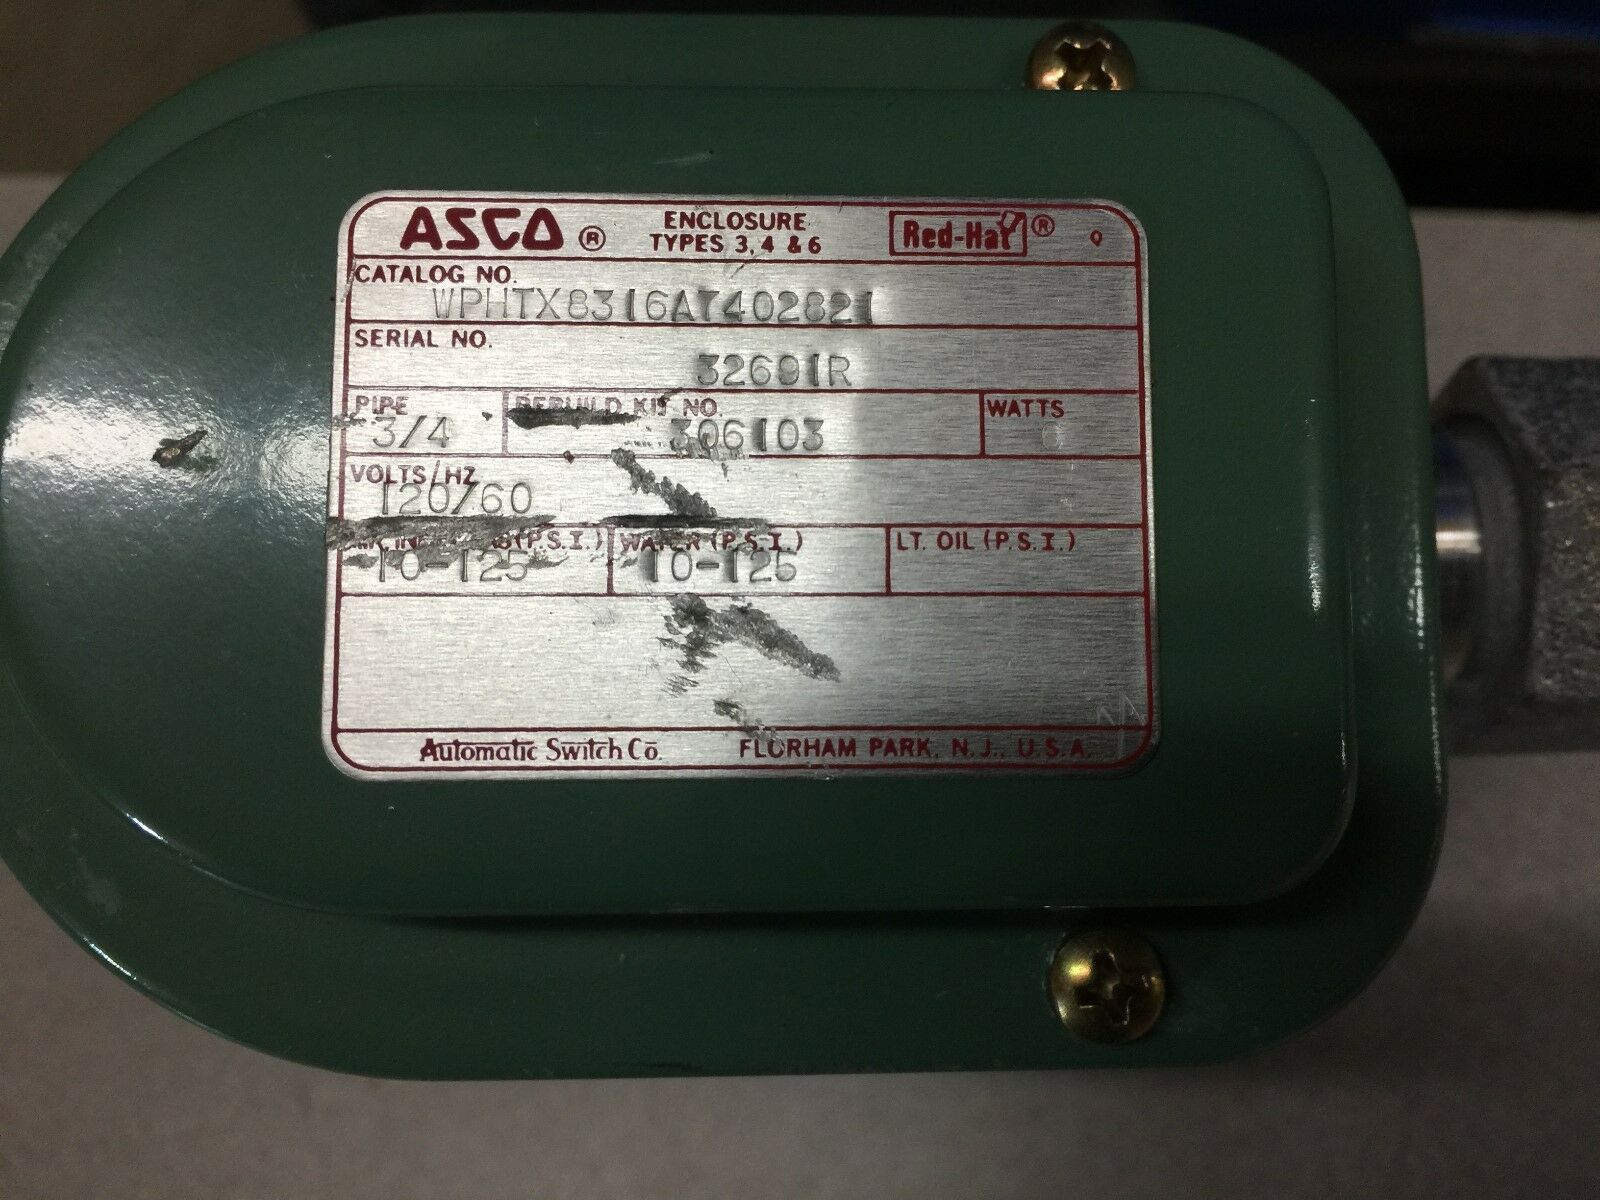 ASCO ® ENCLOSURE TYPES 3, 4 & 6 Red-Hat ® Q
CATALOG NO.
WPHTX8316A7402821
SERIAL NO.
32691R
PIPE REBUILD KIT NO. WATTS
3/4 306103
VOLTS/HZ
120/60
(P.S.I.) WATER (P.S.I.) LT. OIL (P.S.I.)
10-125 10-125
Automatic Switch Co. FLORHAM PARK, N.J., U.S.A.